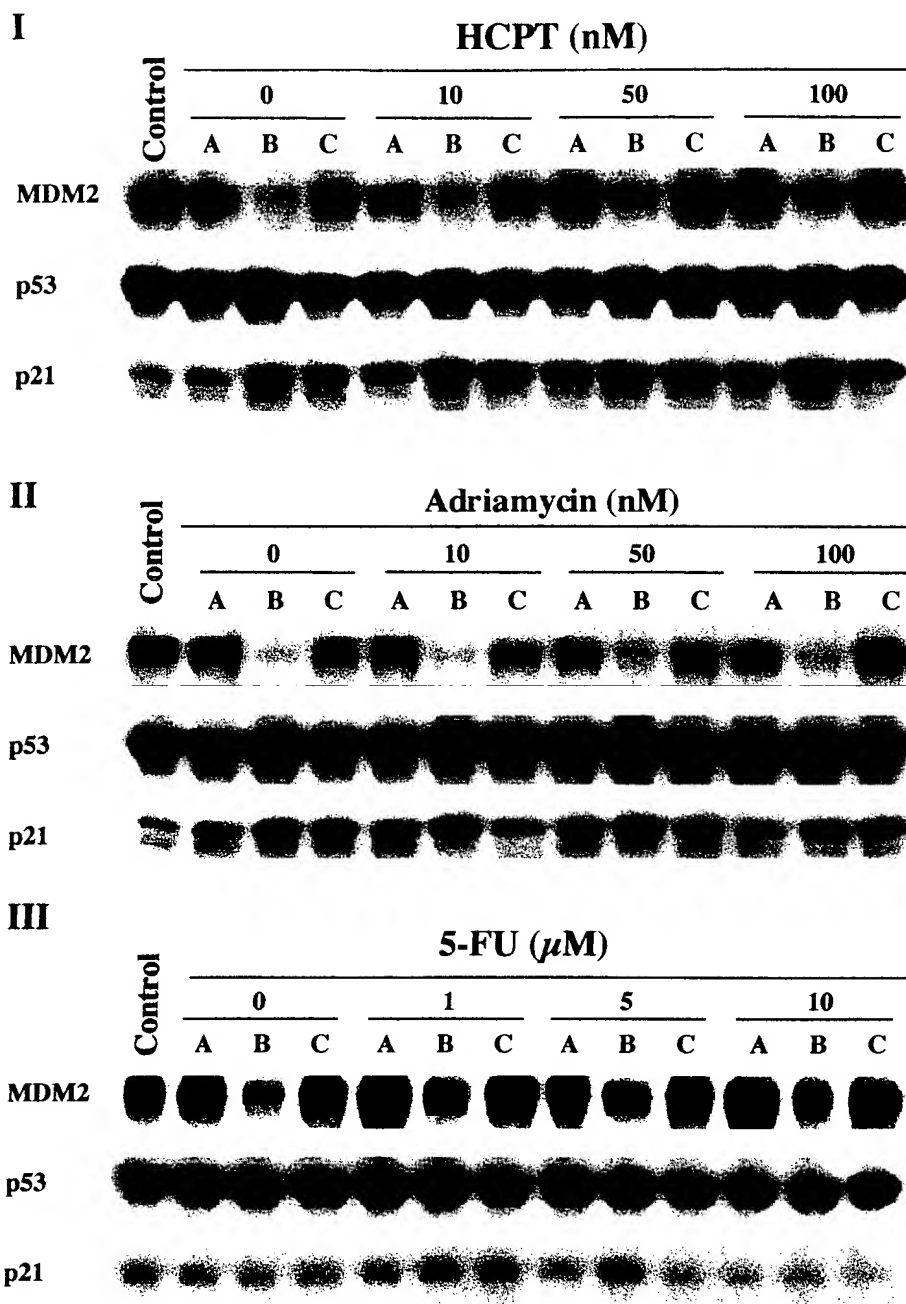 I
HCPT (nM)
Control
0 10 50 100
A B C A B C A B C A B C
MDM2
p53
p21
II
Adriamycin (nM)
Control
0 10 50 100
A B C A B C A B C A B C
MDM2
p53
p21
III
5-FU (µM)
Control
0 1 5 10
A B C A B C A B C A B C
MDM2
p53
p21